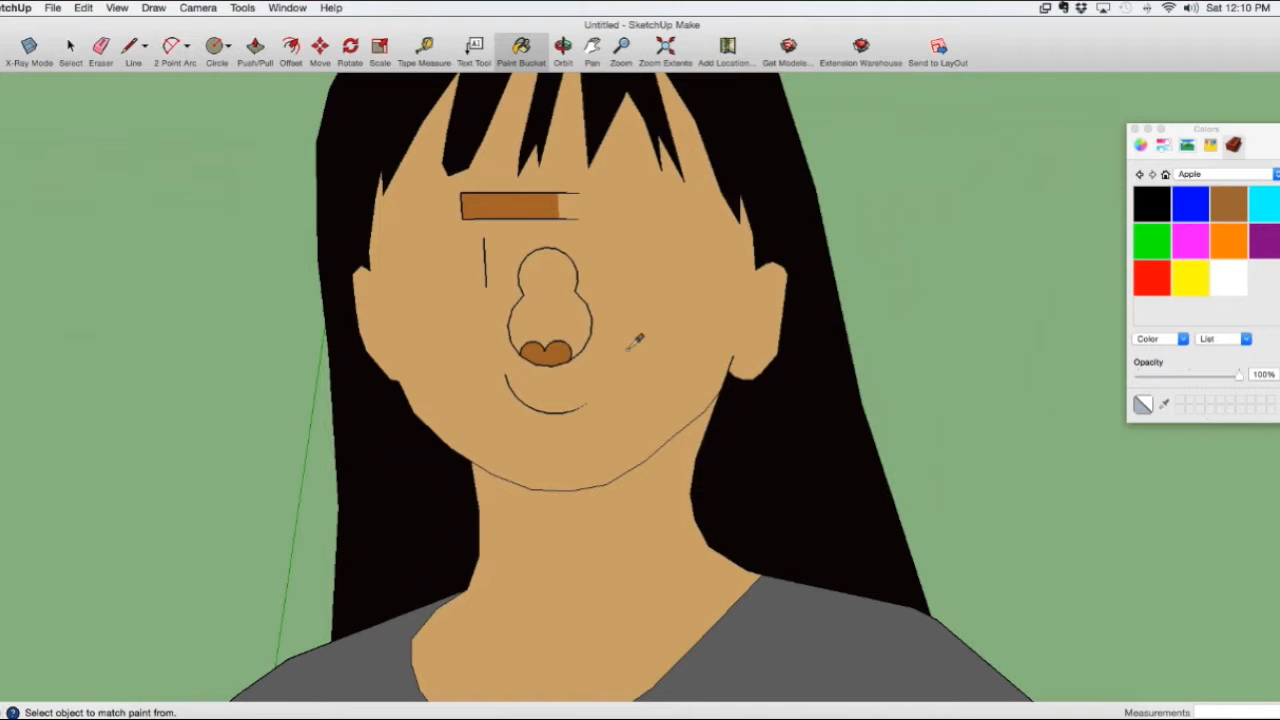 tchUp File Edit View Draw Camera Tools Window Help Sat 12:10 PM
Untitled - SketchUp Make
X-Ray Mode Select Eraser Line 2 Point Arc Circle Push/Pull Offset Move Rotate Scale Tape Measure Text Tool Paint Bucket Orbit Pan Zoom Zoom Extents Add Location... Get Models... Extension Warehouse Send to LayOut
Colors
Apple
Color List
Opacity
100%
? Select object to match paint from. Measurements